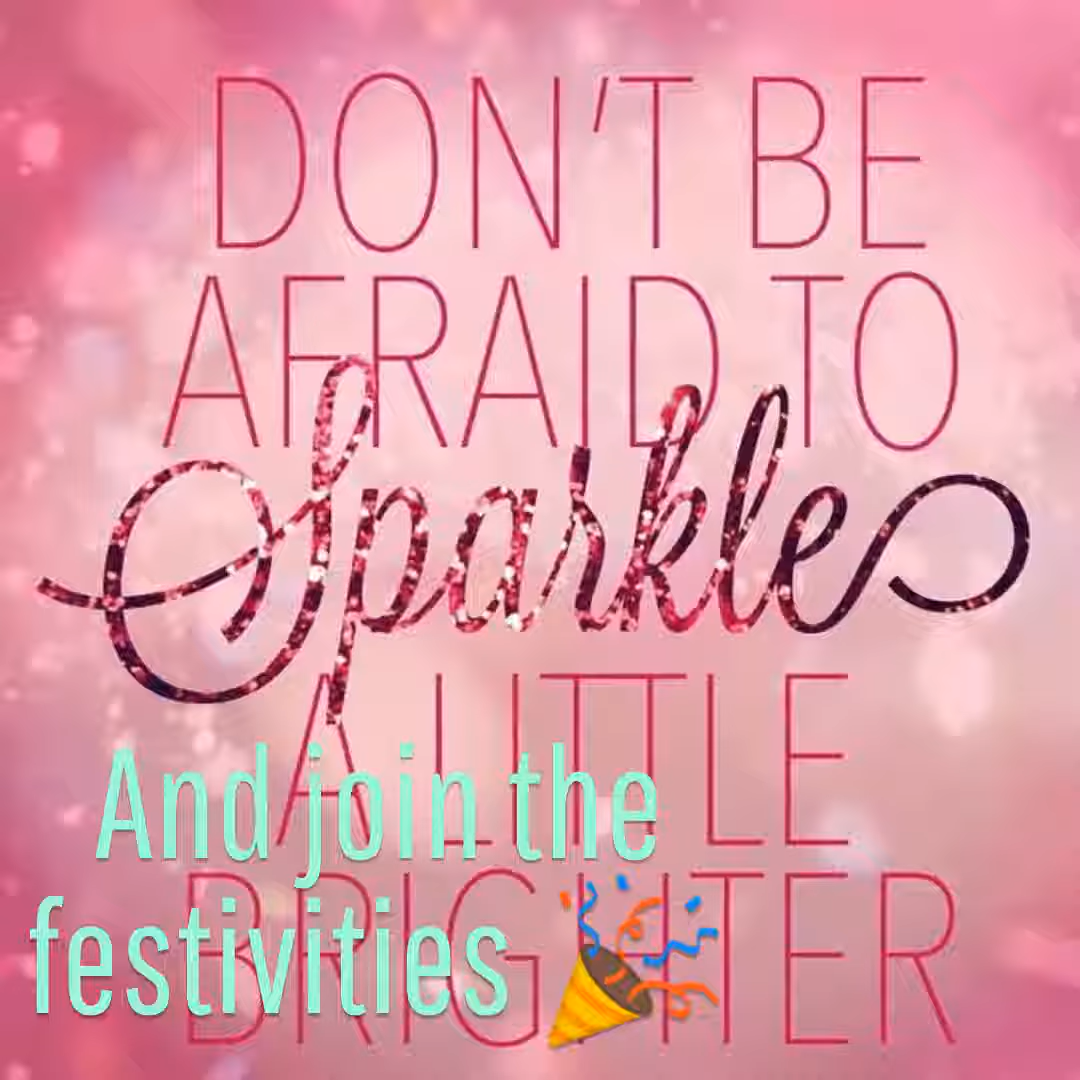 DON'T BE
AFRAID TO
Sparkle
A LITTLE
And join the
BRIGHTER
festivities 🎉